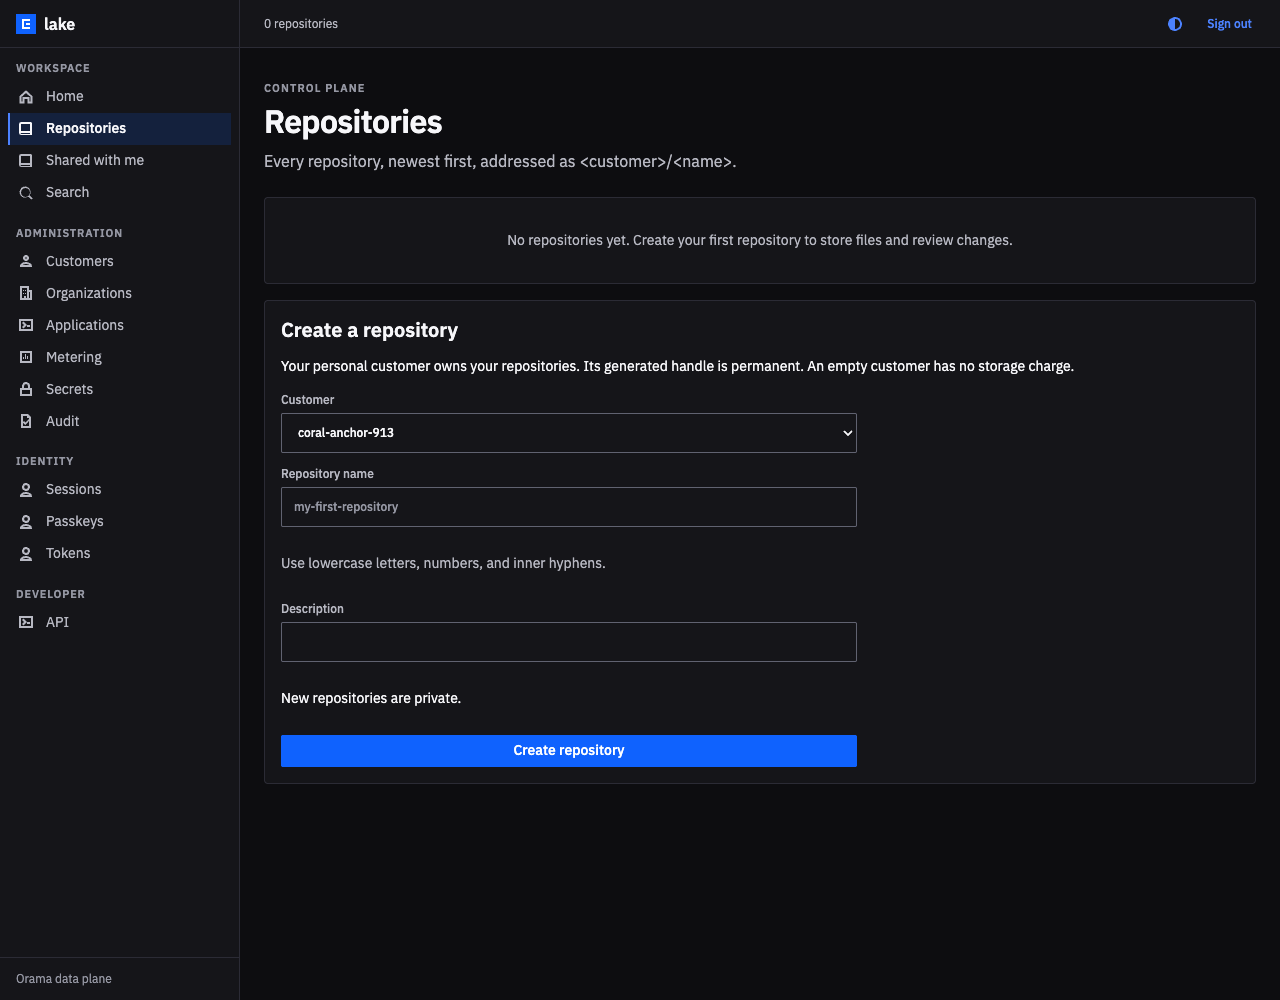 lake
0 repositories
Sign out
WORKSPACE
Home
Repositories
Shared with me
Search
ADMINISTRATION
Customers
Organizations
Applications
Metering
Secrets
Audit
IDENTITY
Sessions
Passkeys
Tokens
DEVELOPER
API
Orama data plane
CONTROL PLANE
Repositories
Every repository, newest first, addressed as <customer>/<name>.
No repositories yet. Create your first repository to store files and review changes.
Create a repository
Your personal customer owns your repositories. Its generated handle is permanent. An empty customer has no storage charge.
Customer
coral-anchor-913
Repository name
my-first-repository
Use lowercase letters, numbers, and inner hyphens.
Description
New repositories are private.
Create repository